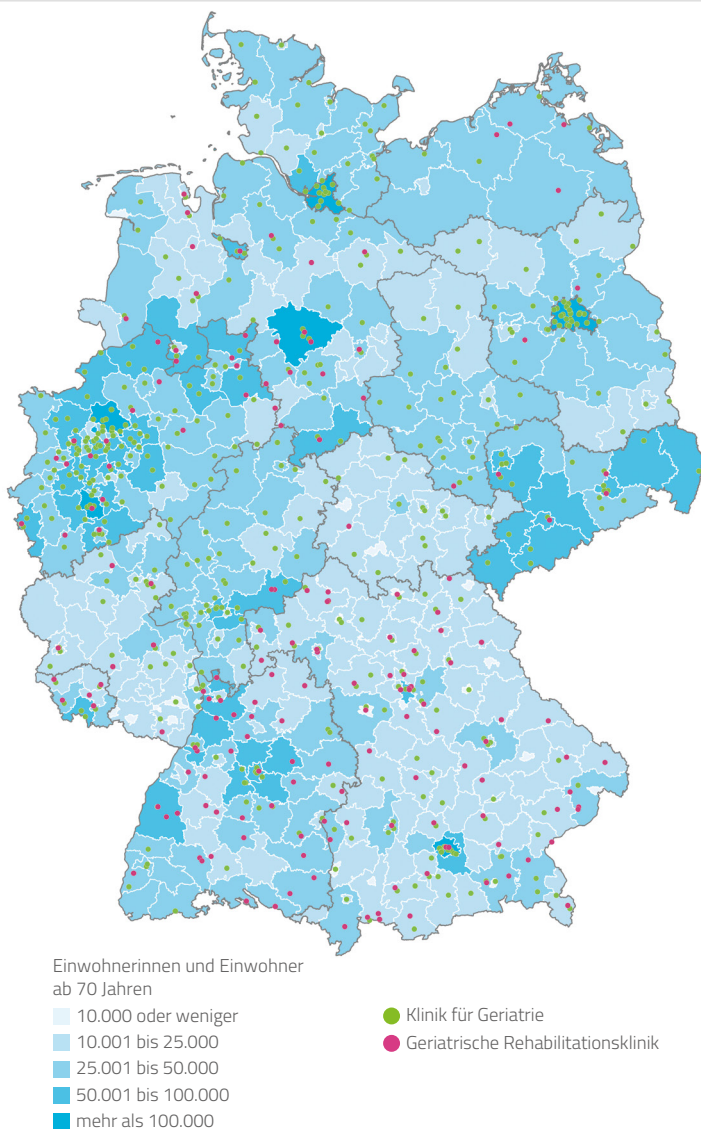 Einwohnerinnen und Einwohner
ab 70 Jahren
10.000 oder weniger
10.001 bis 25.000
25.001 bis 50.000
50.001 bis 100.000
mehr als 100.000
Klinik für Geriatrie
Geriatrische Rehabilitationsklinik